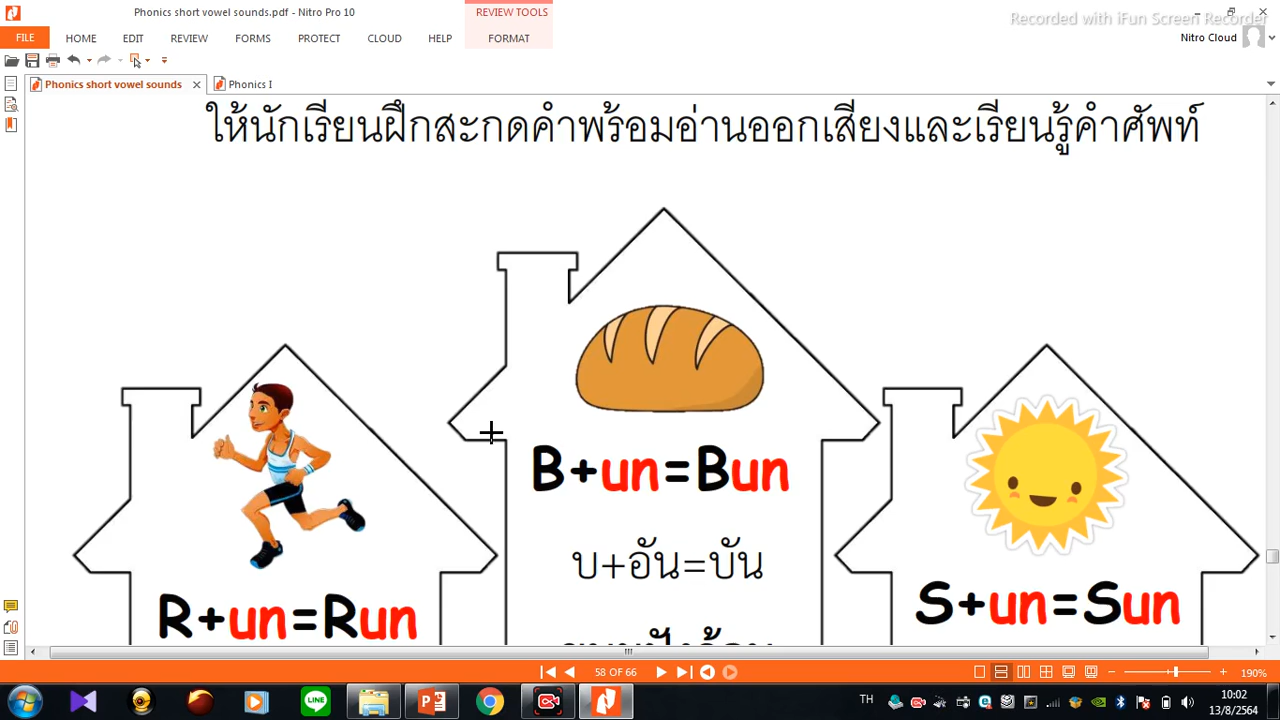 Phonics short vowel sounds.pdf - Nitro Pro 10
REVIEW TOOLS
Recorded with iFun Screen Recorder
FILE HOME EDIT REVIEW FORMS PROTECT CLOUD HELP FORMAT
Nitro Cloud
Phonics short vowel sounds
Phonics I
ให้นักเรียนฝึกสะกดคำพร้อมอ่านออกเสียงและเรียนรู้คำศัพท์
B+un=Bun
บ+อัน=บัน
R+un=Run
S+un=Sun
58 OF 66
190%
LINE
TH
10:02
13/8/2564